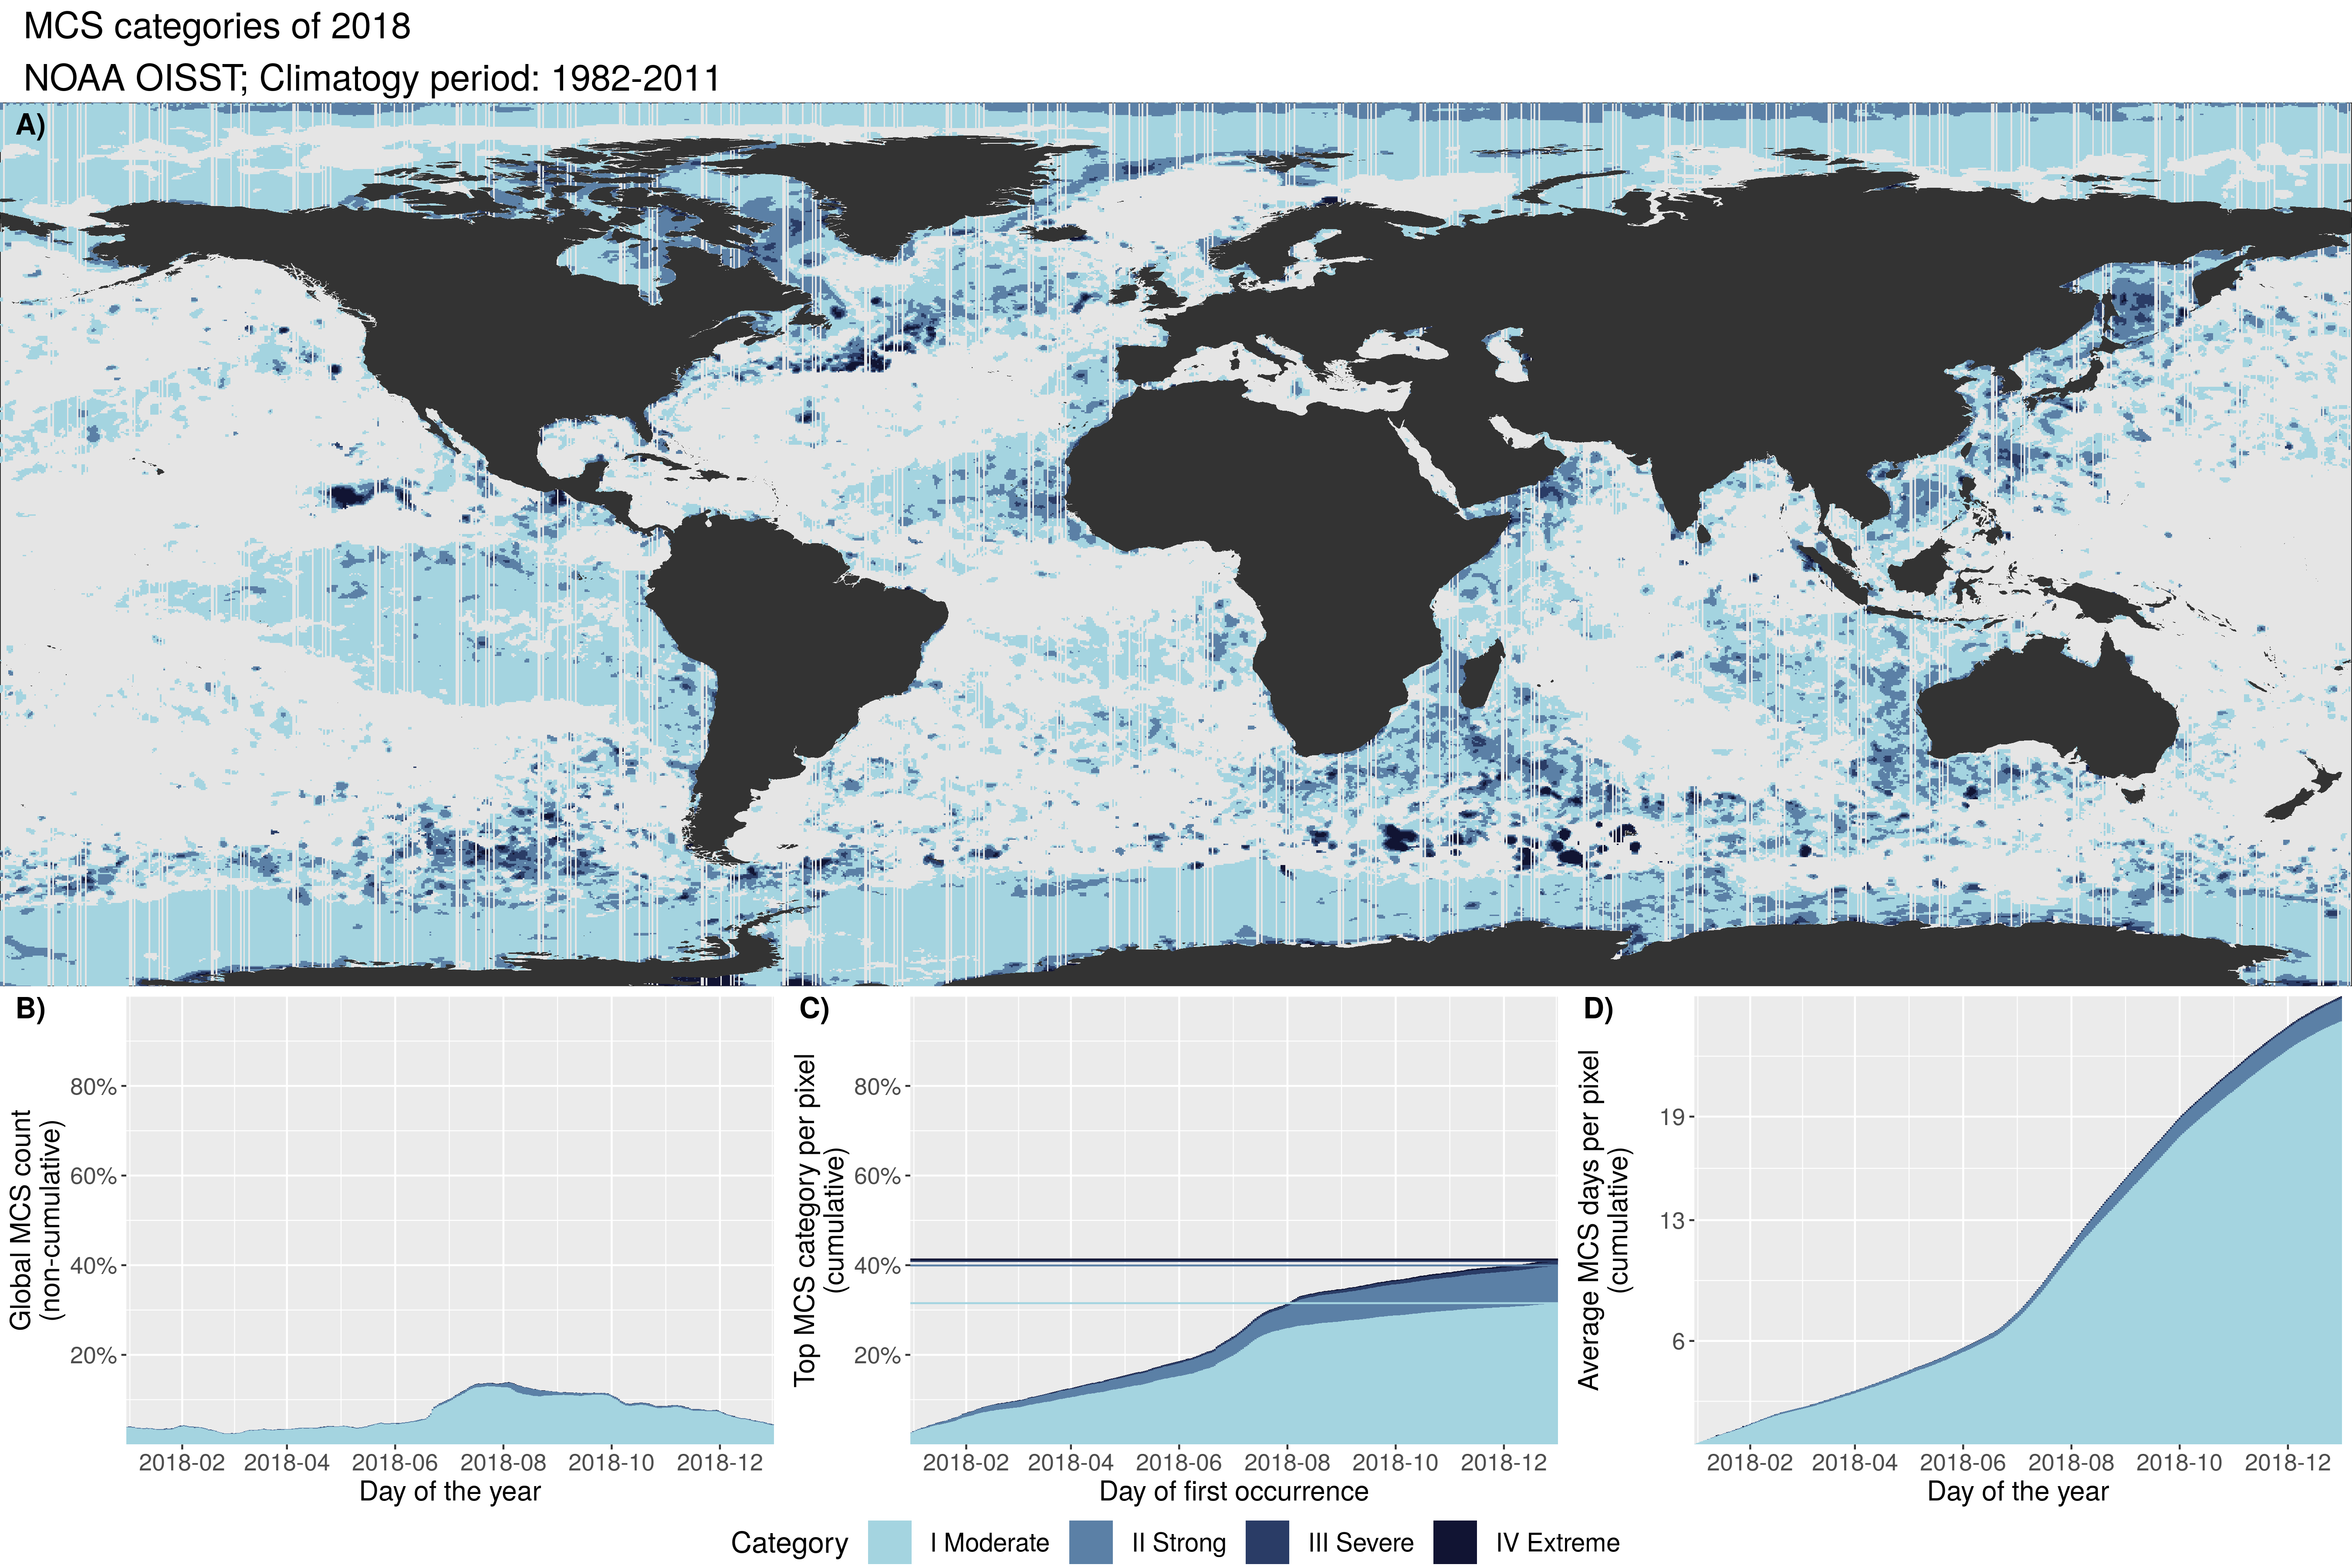 MCS categories of 2018
NOAA OISST; Climatogy period: 1982-2011
A)
B)
Global MCS count
(non-cumulative)
80%
60%
40%
20%
2018-02 2018-04 2018-06 2018-08 2018-10 2018-12
Day of the year
C)
Top MCS category per pixel
(cumulative)
80%
60%
40%
20%
2018-02 2018-04 2018-06 2018-08 2018-10 2018-12
Day of first occurrence
D)
Average MCS days per pixel
(cumulative)
19
13
6
2018-02 2018-04 2018-06 2018-08 2018-10 2018-12
Day of the year
Category I Moderate II Strong III Severe IV Extreme